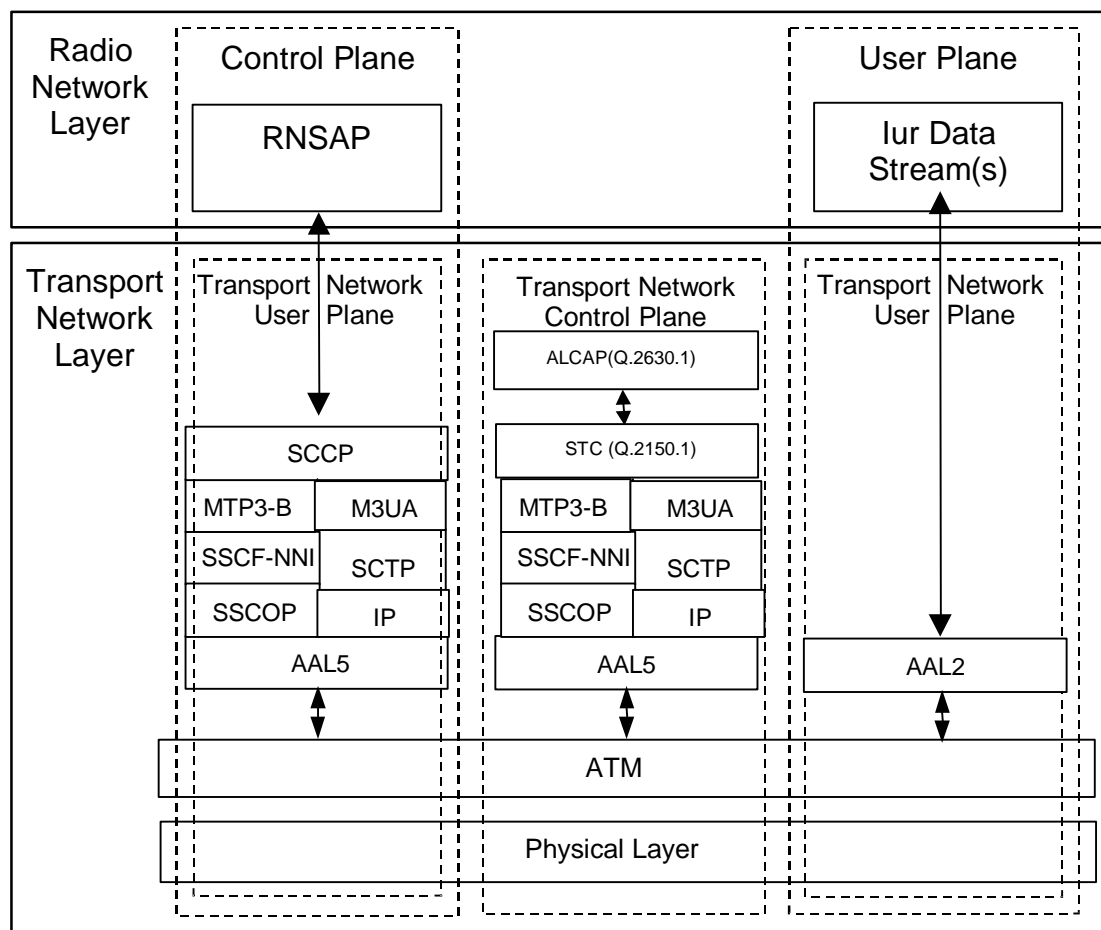 Radio
Network
Layer
Control Plane
User Plane
RNSAP
Iur Data
Stream(s)
Transport
Network
Layer
Transport Network
User Plane
Transport Network
Control Plane
Transport Network
User Plane
ALCAP(Q.2630.1)
SCCP
STC (Q.2150.1)
MTP3-B
M3UA
MTP3-B
M3UA
SSCF-NNI
SCTP
SSCF-NNI
SCTP
SSCOP
IP
SSCOP
IP
AAL5
AAL5
AAL2
ATM
Physical Layer